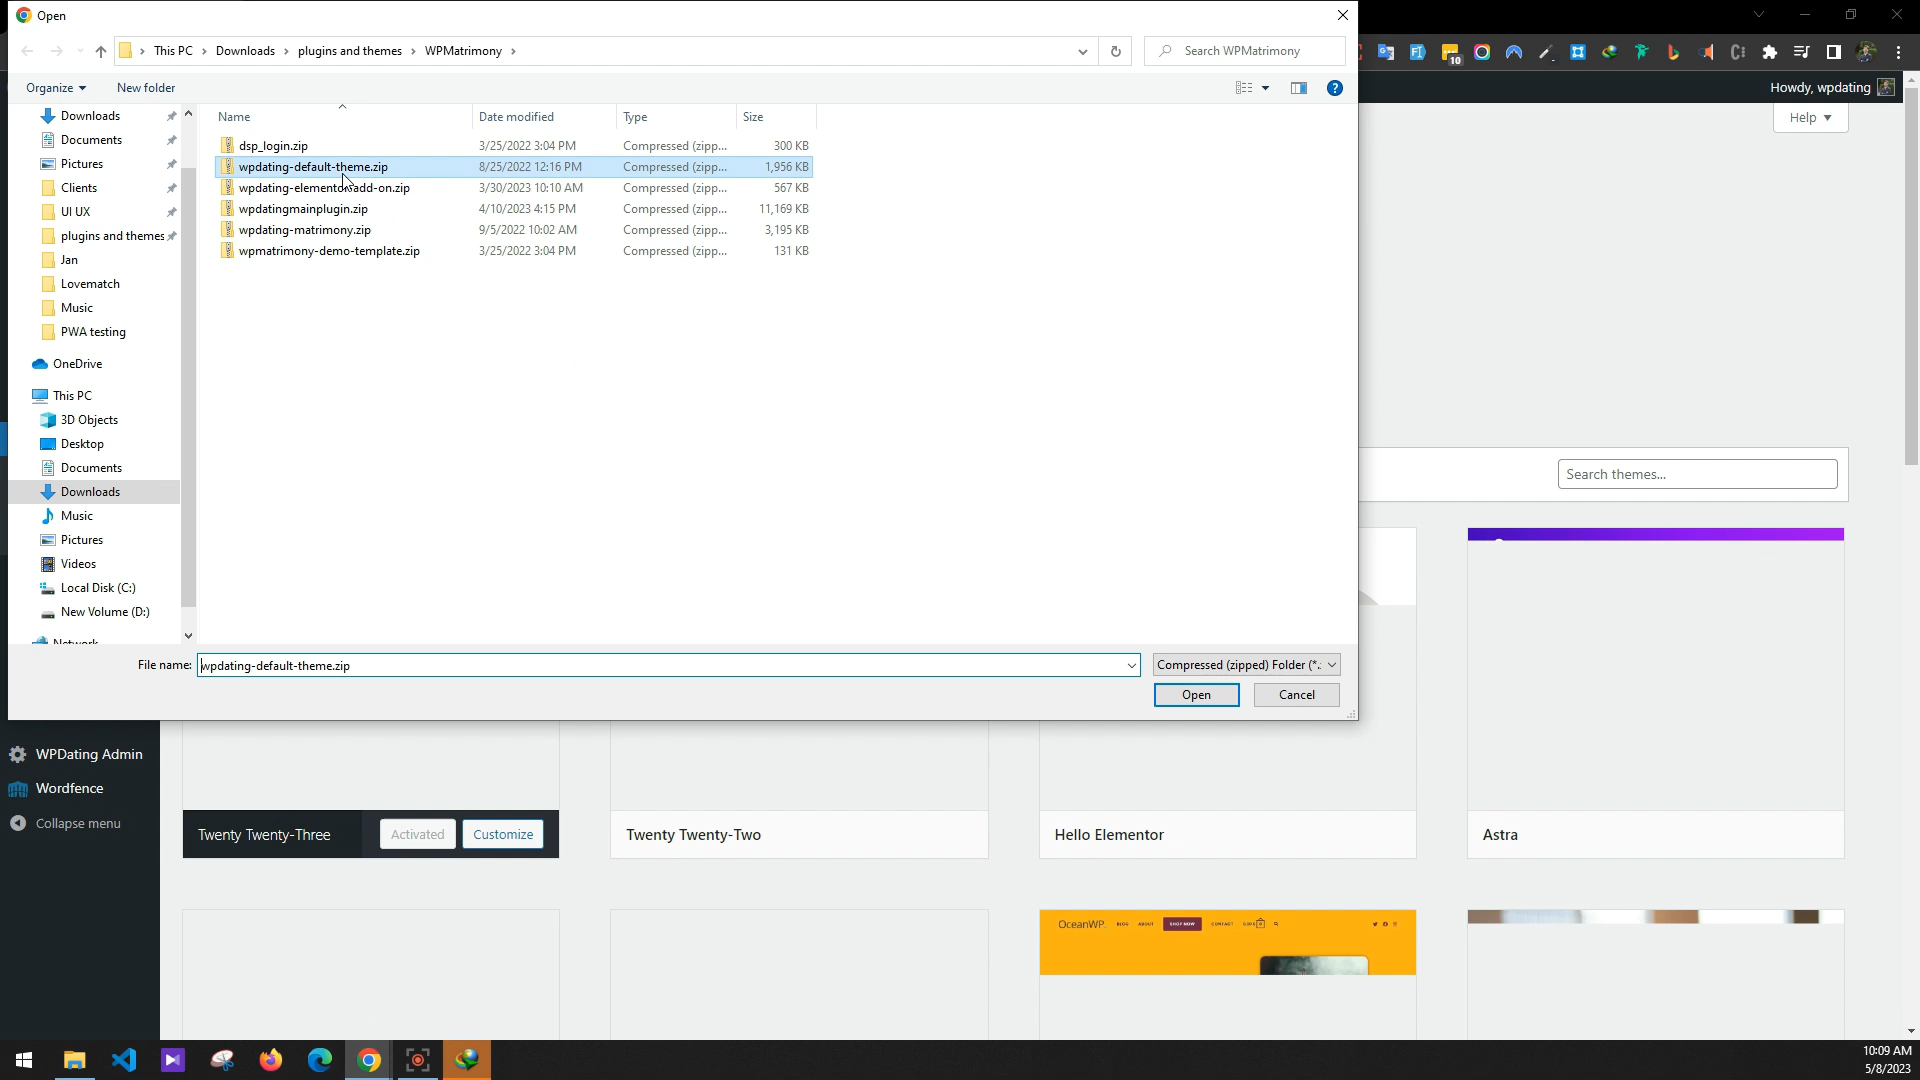 Open
This PC > Downloads > plugins and themes > WPMatrimony >
Search WPMatrimony
10
Organize
New folder
?
Howdy, wpdating
Help
Downloads
Documents
Pictures
Clients
UI UX
plugins and themes
Jan
Lovematch
Music
PWA testing
OneDrive
This PC
3D Objects
Desktop
Documents
Downloads
Music
Pictures
Videos
Local Disk (C:)
New Volume (D:)
Network
Name Date modified Type Size
dsp_login.zip 3/25/2022 3:04 PM Compressed (zipp... 300 KB
wpdating-default-theme.zip 8/25/2022 12:16 PM Compressed (zipp... 1,956 KB
wpdating-elementor-add-on.zip 3/30/2023 10:10 AM Compressed (zipp... 567 KB
wpdatingmainplugin.zip 4/10/2023 4:15 PM Compressed (zipp... 11,169 KB
wpdating-matrimony.zip 9/5/2022 10:02 AM Compressed (zipp... 3,195 KB
wpmatrimony-demo-template.zip 3/25/2022 3:04 PM Compressed (zipp... 131 KB
Search themes...
File name: wpdating-default-theme.zip
Compressed (zipped) Folder (*.
Open
Cancel
WPDating Admin
Wordfence
Collapse menu
Twenty Twenty-Three
Activated
Customize
Twenty Twenty-Two
Hello Elementor
Astra
OceanWP. BLOG ABOUT SHOP NOW CONTACT
10:09 AM
5/8/2023